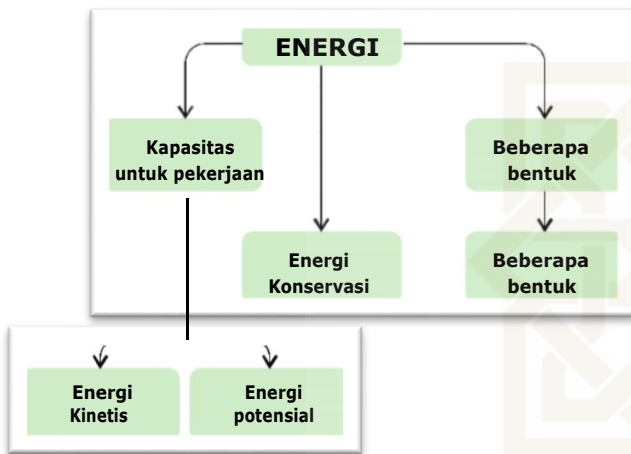 ENERGI
Kapasitas
untuk pekerjaan
Beberapa
bentuk
Energi
Konservasi
Beberapa
bentuk
Energi
Kinetis
Energi
potensial